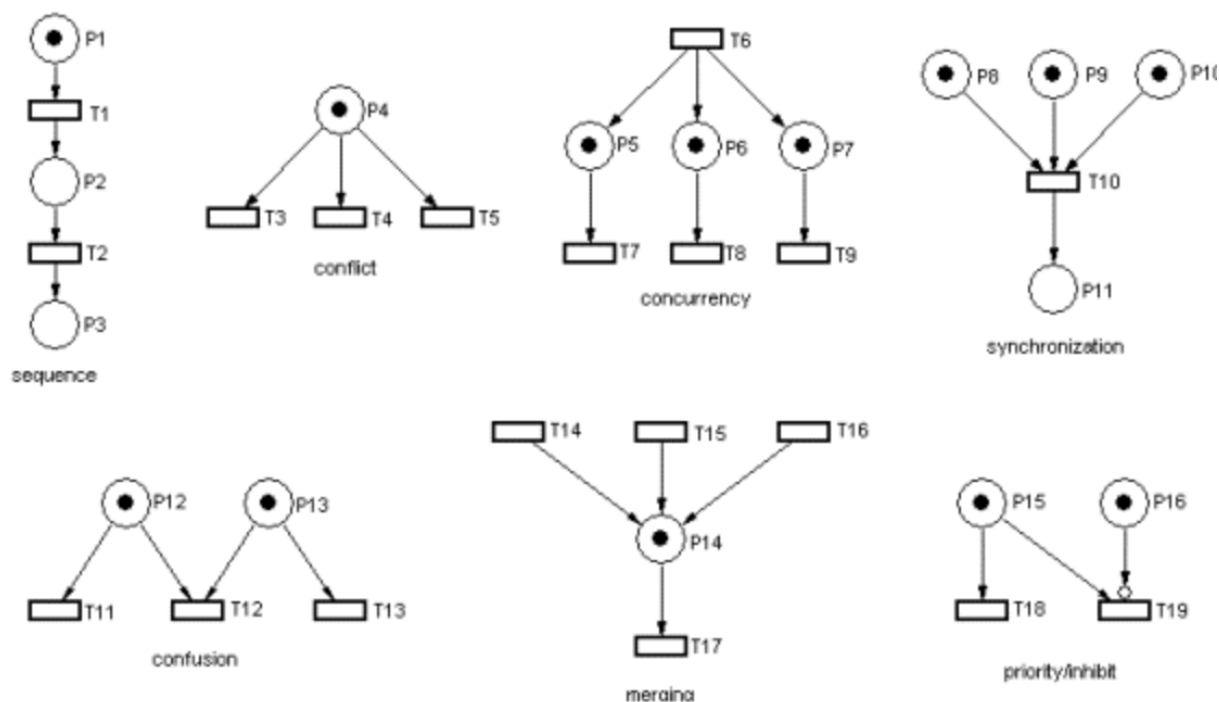 P1
T1
P2
T2
P3
sequence
P4
T3 T4 T5
conflict
T6
P5 P6 P7
T7 T8 T9
concurrency
P8 P9 P10
T10
P11
synchronization
P12 P13
T11 T12 T13
confusion
T14 T15 T16
P14
T17
merging
P15 P16
T18 T19
priority/inhibit